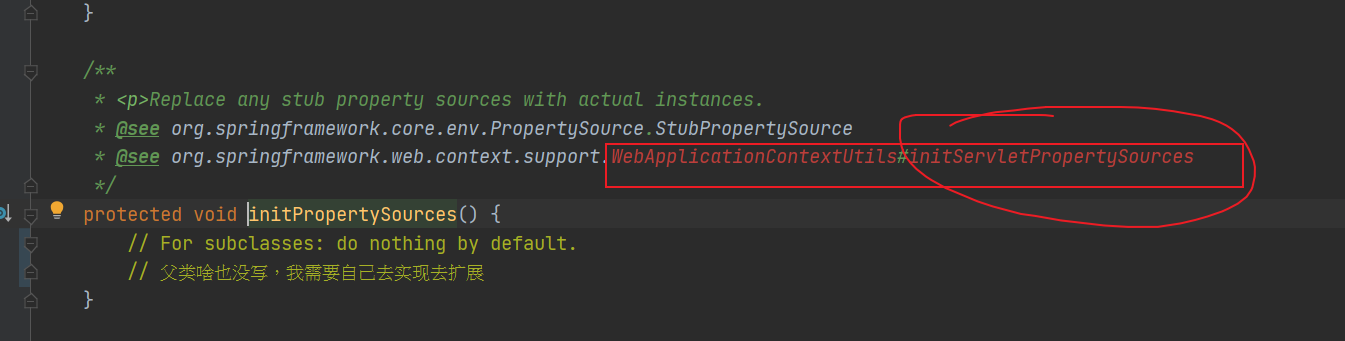 }
/**
* <p>Replace any stub property sources with actual instances.
* @see org.springframework.core.env.PropertySource.StubPropertySource
* @see org.springframework.web.context.support.WebApplicationContextUtils#initServletPropertySources
*/
protected void initPropertySources() {
// For subclasses: do nothing by default.
// 父类啥也没写，我需要自己去实现去扩展
}